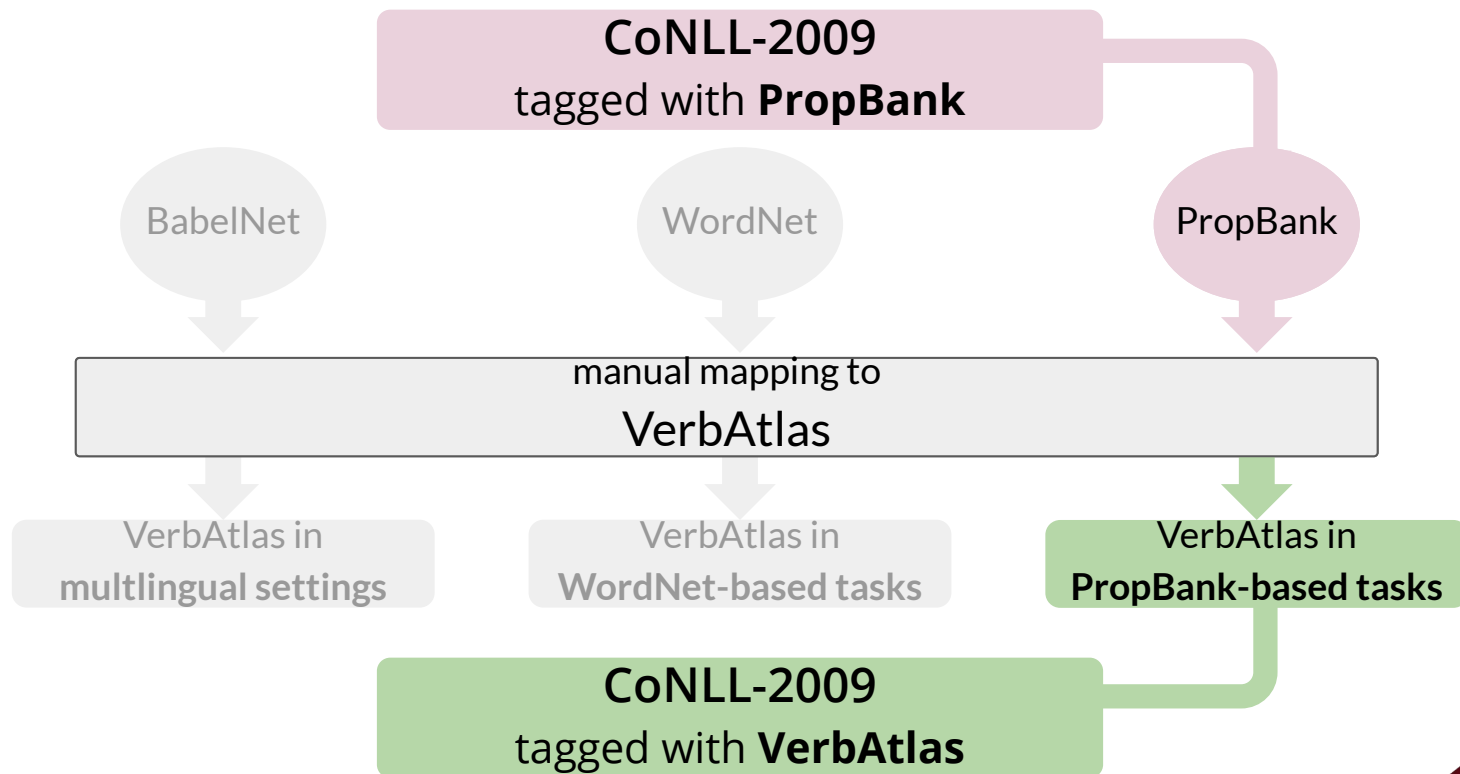 CoNLL-2009
tagged with PropBank
BabelNet
WordNet
PropBank
manual mapping to
VerbAtlas
VerbAtlas in
multlingual settings
VerbAtlas in
WordNet-based tasks
VerbAtlas in
PropBank-based tasks
CoNLL-2009
tagged with VerbAtlas